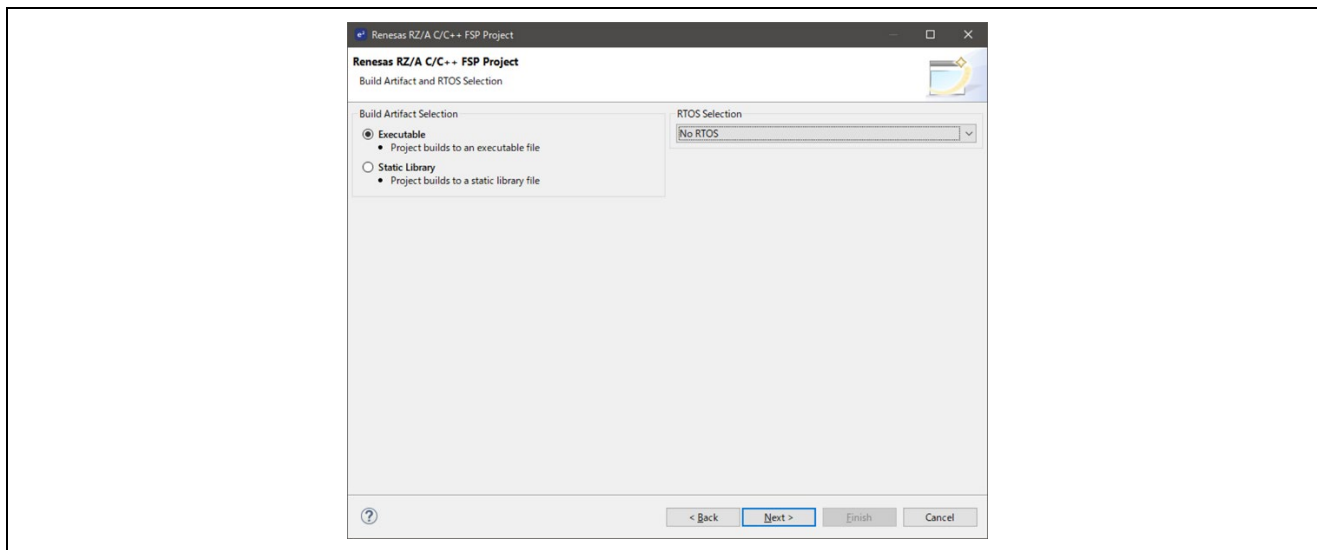 e² Renesas RZ/A C/C++ FSP Project
Renesas RZ/A C/C++ FSP Project
Build Artifact and RTOS Selection
Build Artifact Selection
Executable
• Project builds to an executable file
Static Library
• Project builds to a static library file
RTOS Selection
No RTOS
?
< Back
Next >
Finish
Cancel